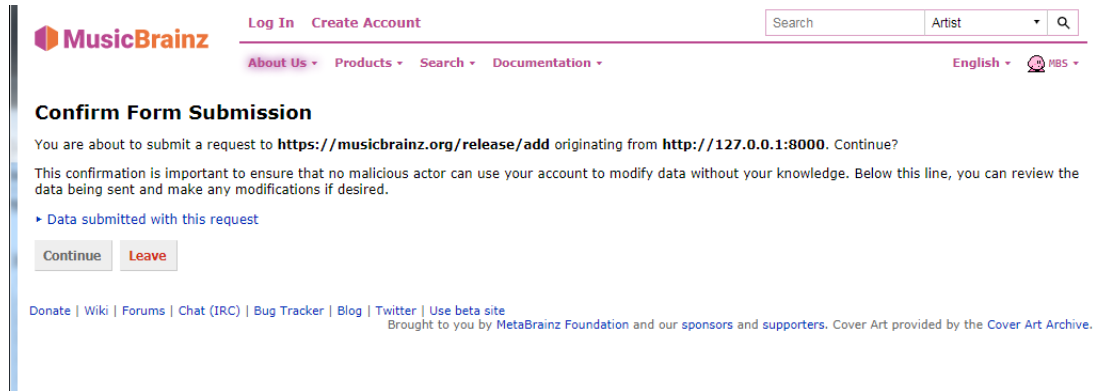 MusicBrainz
Log In Create Account
Search Artist
About Us Products Search Documentation
English MBS
Confirm Form Submission
You are about to submit a request to https://musicbrainz.org/release/add originating from http://127.0.0.1:8000. Continue?
This confirmation is important to ensure that no malicious actor can use your account to modify data without your knowledge. Below this line, you can review the
data being sent and make any modifications if desired.
Data submitted with this request
Continue Leave
Donate | Wiki | Forums | Chat (IRC) | Bug Tracker | Blog | Twitter | Use beta site
Brought to you by MetaBrainz Foundation and our sponsors and supporters. Cover Art provided by the Cover Art Archive.